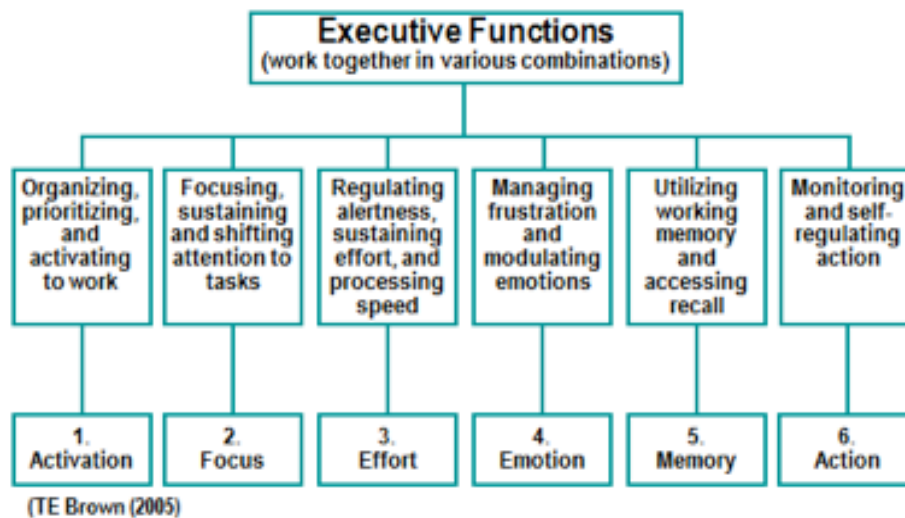 Executive Functions
(work together in various combinations)
Organizing,
prioritizing,
and
activating
to work
Focusing,
sustaining
and shifting
attention to
tasks
Regulating
alertness,
sustaining
effort, and
processing
speed
Managing
frustration
and
modulating
emotions
Utilizing
working
memory
and
accessing
recall
Monitoring
and self-
regulating
action
1.
Activation
2.
Focus
3.
Effort
4.
Emotion
5.
Memory
6.
Action
(TE Brown (2005)